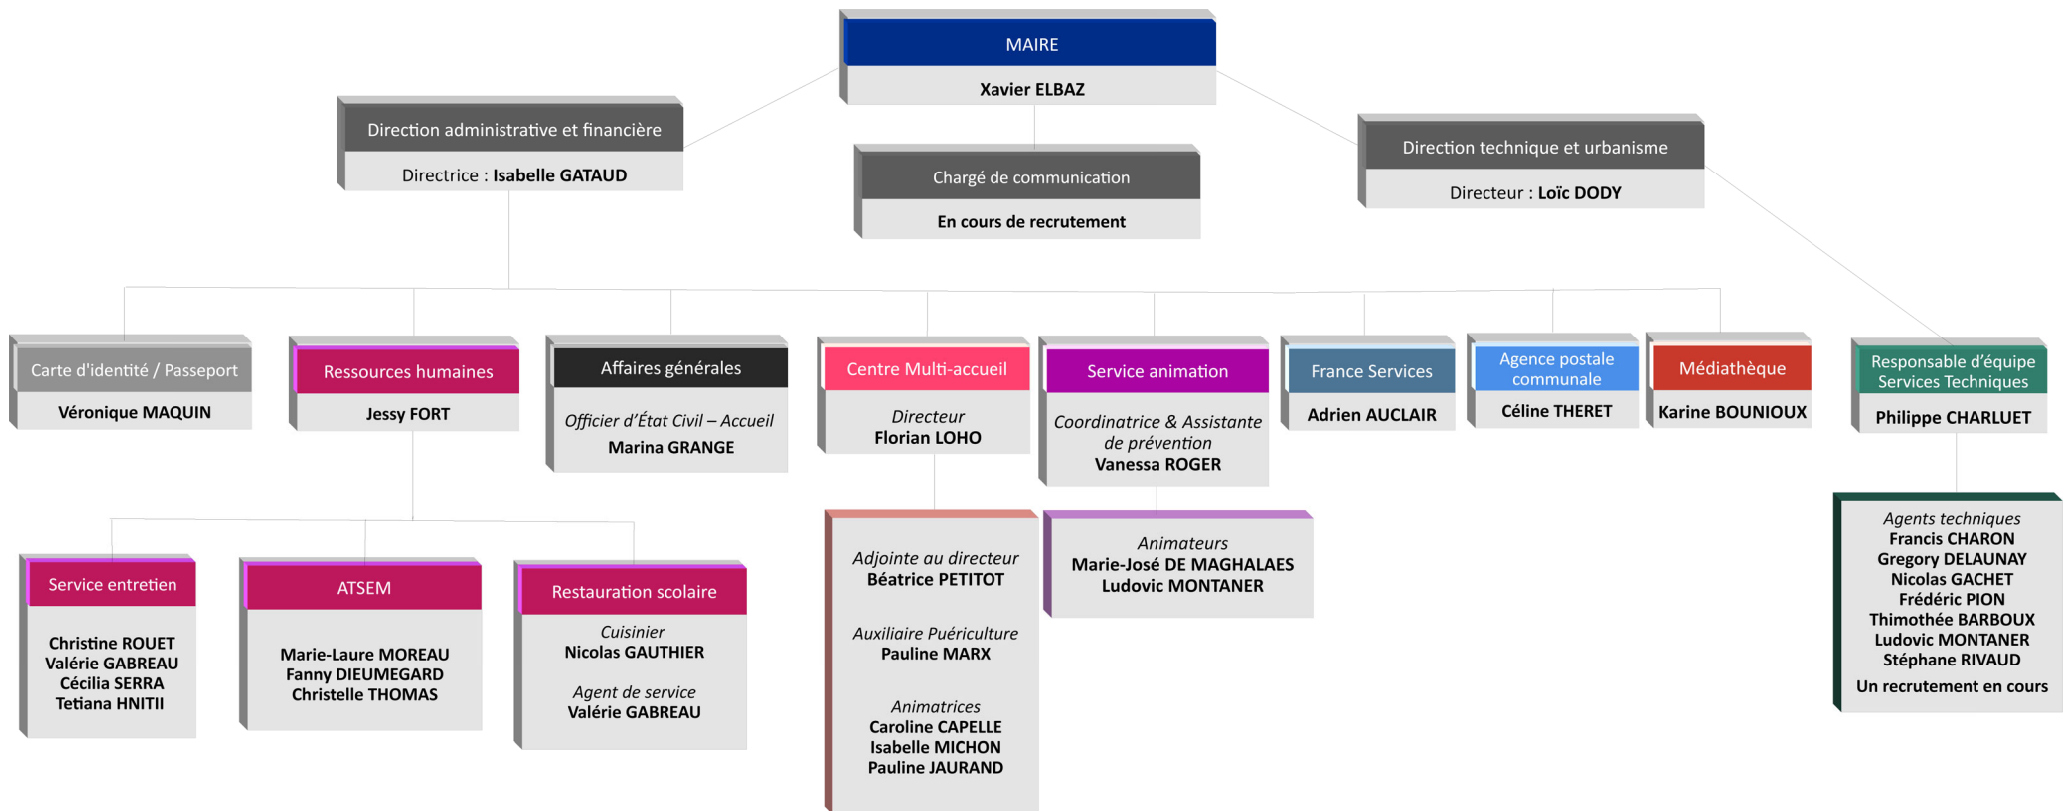 MAIRE
Xavier ELBAZ
Direction administrative et financière
Directrice : Isabelle GATAUD
Chargé de communication
En cours de recrutement
Direction technique et urbanisme
Directeur : Loïc DODY
Carte d'identité / Passeport
Véronique MAQUIN
Ressources humaines
Jessy FORT
Affaires générales
Officier d'État Civil – Accueil
Marina GRANGE
Centre Multi-accueil
Directeur
Florian LOHO
Service animation
Coordinatrice & Assistante
de prévention
Vanessa ROGER
France Services
Adrien AUCLAIR
Agence postale
communale
Céline THERET
Médiathèque
Karine BOUNIOUX
Responsable d'équipe
Services Techniques
Philippe CHARLUET
Service entretien
Christine ROUET
Valérie GABREAU
Cécilia SERRA
Tetiana HNITII
ATSEM
Marie-Laure MOREAU
Fanny DIEUMEGARD
Christelle THOMAS
Restauration scolaire
Cuisinier
Nicolas GAUTHIER
Agent de service
Valérie GABREAU
Adjointe au directeur
Béatrice PETITOT
Auxiliaire Puériculture
Pauline MARX
Animatrices
Caroline CAPELLE
Isabelle MICHON
Pauline JAURAND
Animateurs
Marie-José DE MAGHALAES
Ludovic MONTANER
Agents techniques
Francis CHARON
Gregory DELAUNAY
Nicolas GACHET
Frédéric PION
Thimothée BARBOUX
Ludovic MONTANER
Stéphane RIVAUD
Un recrutement en cours